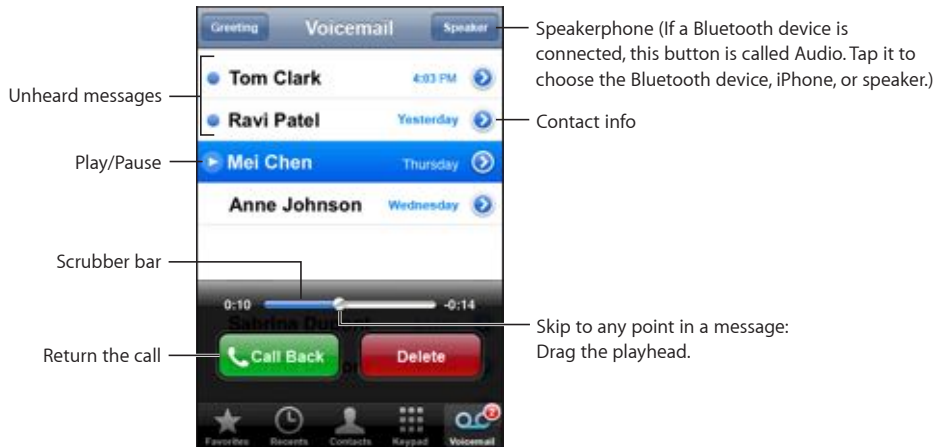 Greeting Voicemail Speaker
Speakerphone (If a Bluetooth device is
connected, this button is called Audio. Tap it to
choose the Bluetooth device, iPhone, or speaker.)
Unheard messages
Tom Clark 4:03 PM
Ravi Patel Yesterday
Contact info
Play/Pause
Mei Chen Thursday
Anne Johnson Wednesday
Scrubber bar
0:10 -0:14
Sabrina Dupont
Skip to any point in a message:
Drag the playhead.
Return the call
Call Back Delete
2
Favorites Recents Contacts Keypad Voicemail